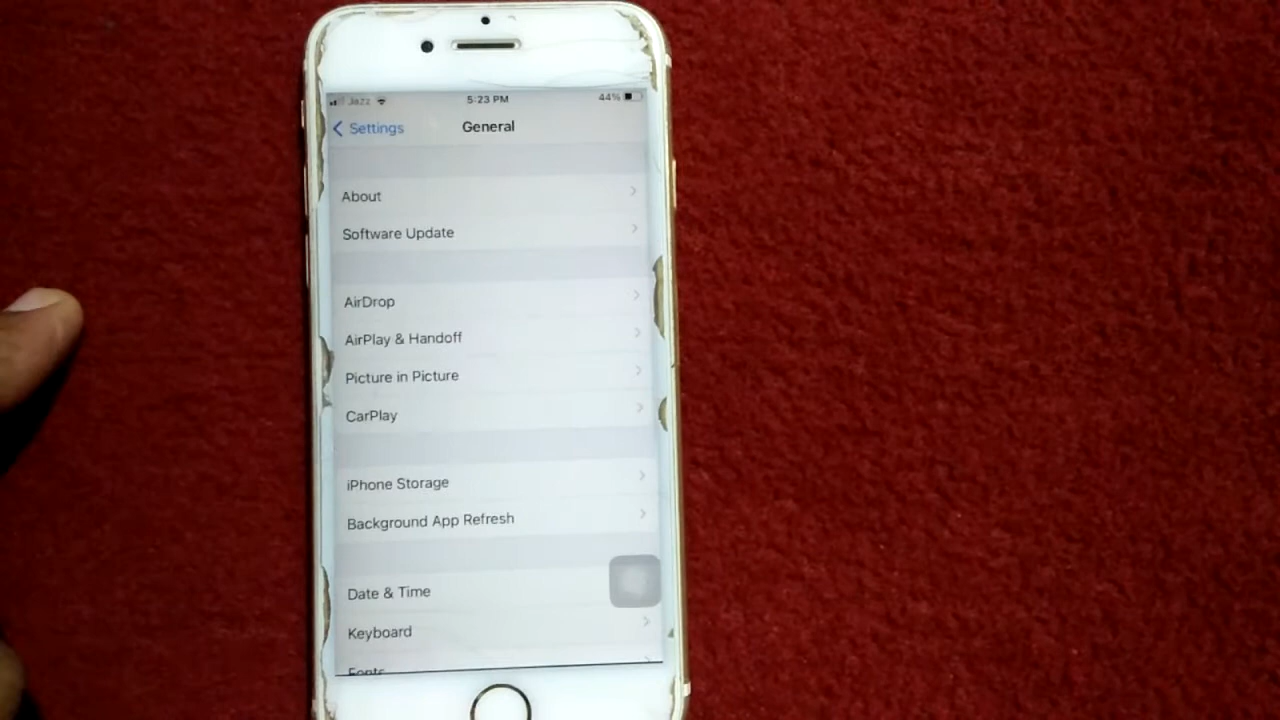 Jazz 5:23 PM 44%
Settings General
About
Software Update
AirDrop
AirPlay & Handoff
Picture in Picture
CarPlay
iPhone Storage
Background App Refresh
Date & Time
Keyboard
Fonts